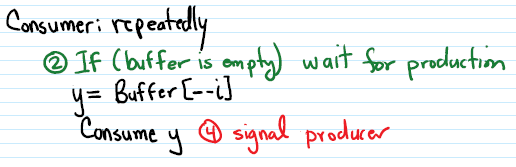 Consumer: repeatedly
② If (buffer is empty) wait for production
y = Buffer[--i]
Consume y ④ signal producer